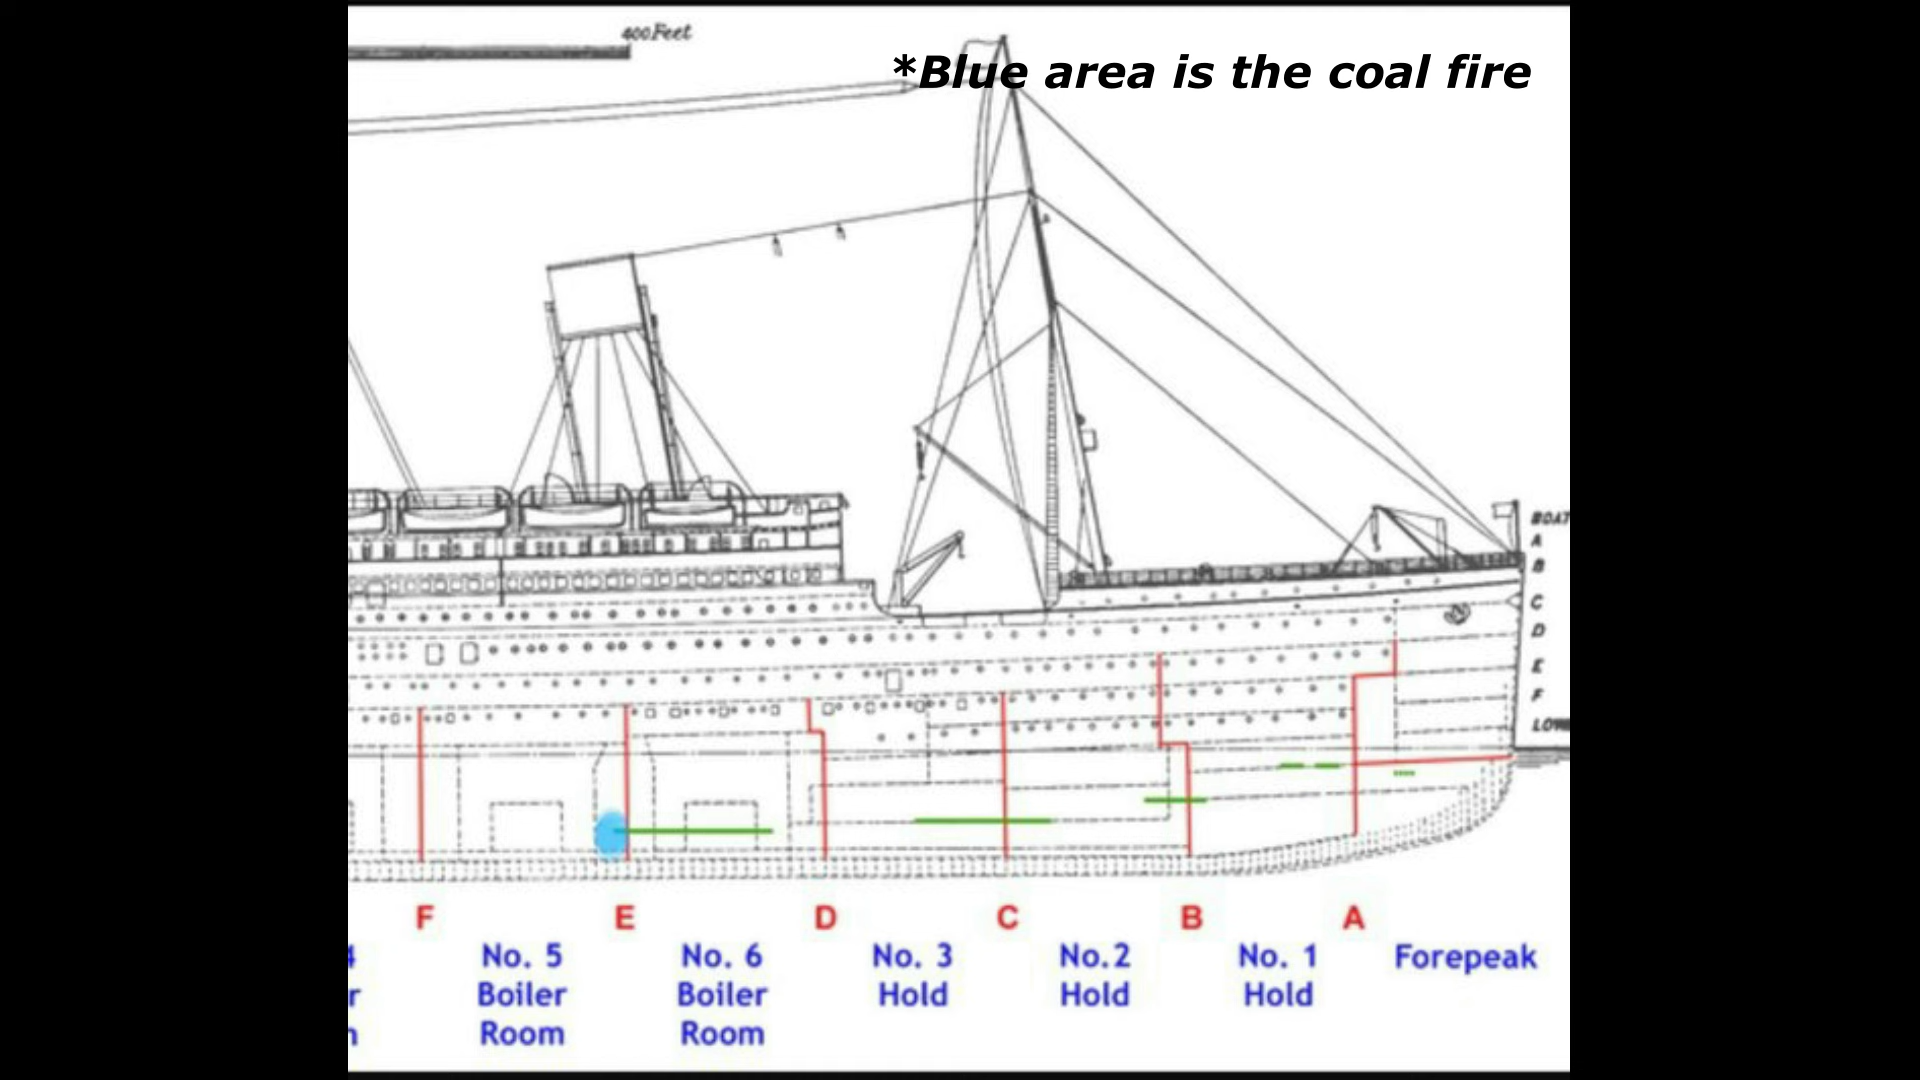 400 Feet
*Blue area is the coal fire
BOAT
A
B
C
D
E
F
F E D C B A
4 No. 5 No. 6 No. 3 No.2 No. 1 Forepeak
r Boiler Boiler Hold Hold Hold
Room Room